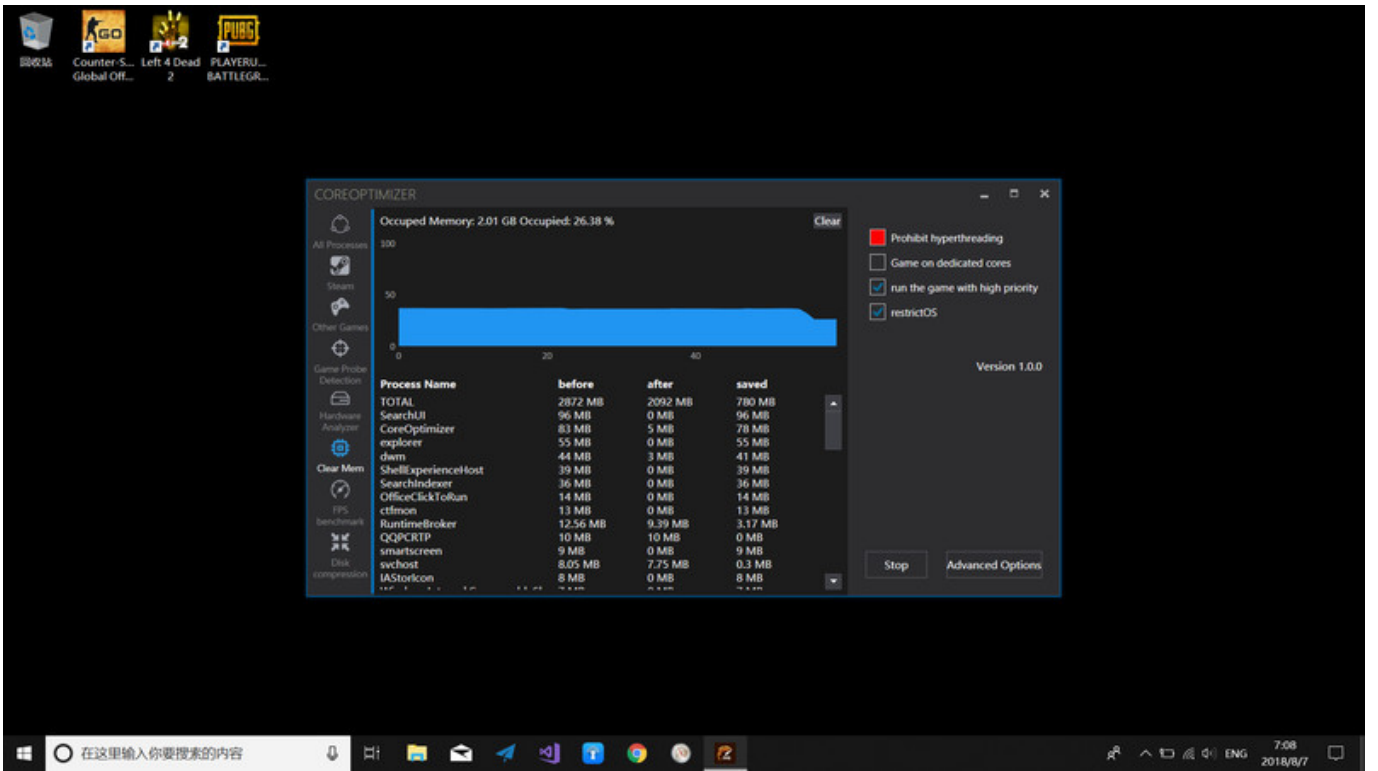 GO
2
PUBG
回收站
Counter-S...
Global Off...
Left 4 Dead
2
PLAYERU...
BATTLEGR...
COREOPTIMIZER
All Processes
Steam
Other Games
Game Probe
Detection
Hardware
Analyzer
Clear Mem
FPS
benchmark
Disk
compression
Occuped Memory: 2.01 GB Occupied: 26.38 %
Clear
100
50
0
0 20 40
Process Name before after saved
TOTAL 2872 MB 2092 MB 780 MB
SearchUI 96 MB 0 MB 96 MB
CoreOptimizer 83 MB 5 MB 78 MB
explorer 55 MB 0 MB 55 MB
dwm 44 MB 3 MB 41 MB
ShellExperienceHost 39 MB 0 MB 39 MB
SearchIndexer 36 MB 0 MB 36 MB
OfficeClickToRun 14 MB 0 MB 14 MB
ctfmon 13 MB 0 MB 13 MB
RuntimeBroker 12.56 MB 9.39 MB 3.17 MB
QQPCRTP 10 MB 10 MB 0 MB
smartscreen 9 MB 0 MB 9 MB
svchost 8.05 MB 7.75 MB 0.3 MB
IAStorIcon 8 MB 0 MB 8 MB
Prohibit hyperthreading
Game on dedicated cores
run the game with high priority
restrictOS
Version 1.0.0
Stop
Advanced Options
在这里输入你要搜索的内容
ENG
7:08
2018/8/7